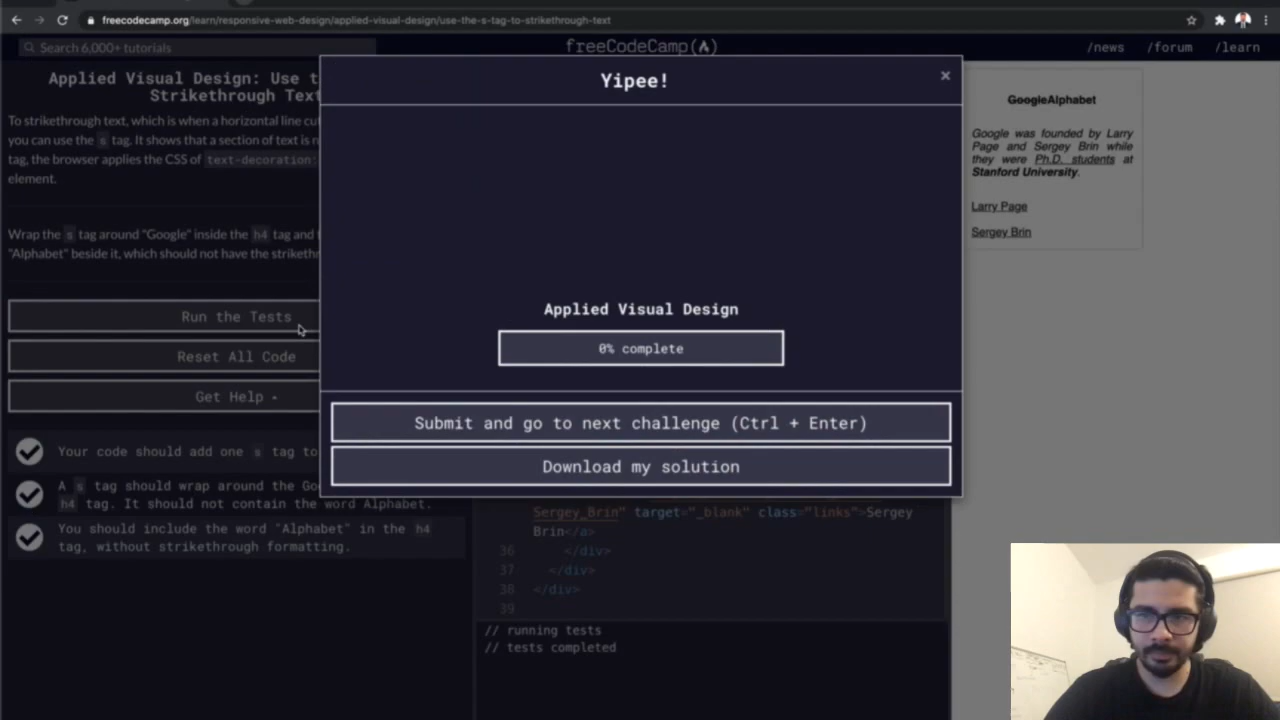 freecodecamp.org/learn/responsive-web-design/applied-visual-design/use-the-s-tag-to-strikethrough-text
Search 6,000+ tutorials
freeCodeCamp
/news
/forum
/learn
Applied Visual Design: Use t
Strikethrough Text
To strikethrough text, which is when a horizontal line cu
you can use the s tag. It shows that a section of text is n
tag, the browser applies the CSS of text-decoration:
element.
Wrap the s tag around "Google" inside the h4 tag and
"Alphabet" beside it, which should not have the strikethr
Run the Tests
Reset All Code
Get Help
Your code should add one s tag to
A s tag should wrap around the Goo
h4 tag. It should not contain the word Alphabet.
You should include the word "Alphabet" in the h4
tag, without strikethrough formatting.
Yipee!
×
Applied Visual Design
0% complete
Submit and go to next challenge (Ctrl + Enter)
Download my solution
Sergey_Brin" target="_blank" class="links">Sergey
Brin</a>
36 </div>
37 </div>
38 </div>
39
// running tests
// tests completed
GoogleAlphabet
Google was founded by Larry
Page and Sergey Brin while
they were Ph.D. students at
Stanford University.
Larry Page
Sergey Brin